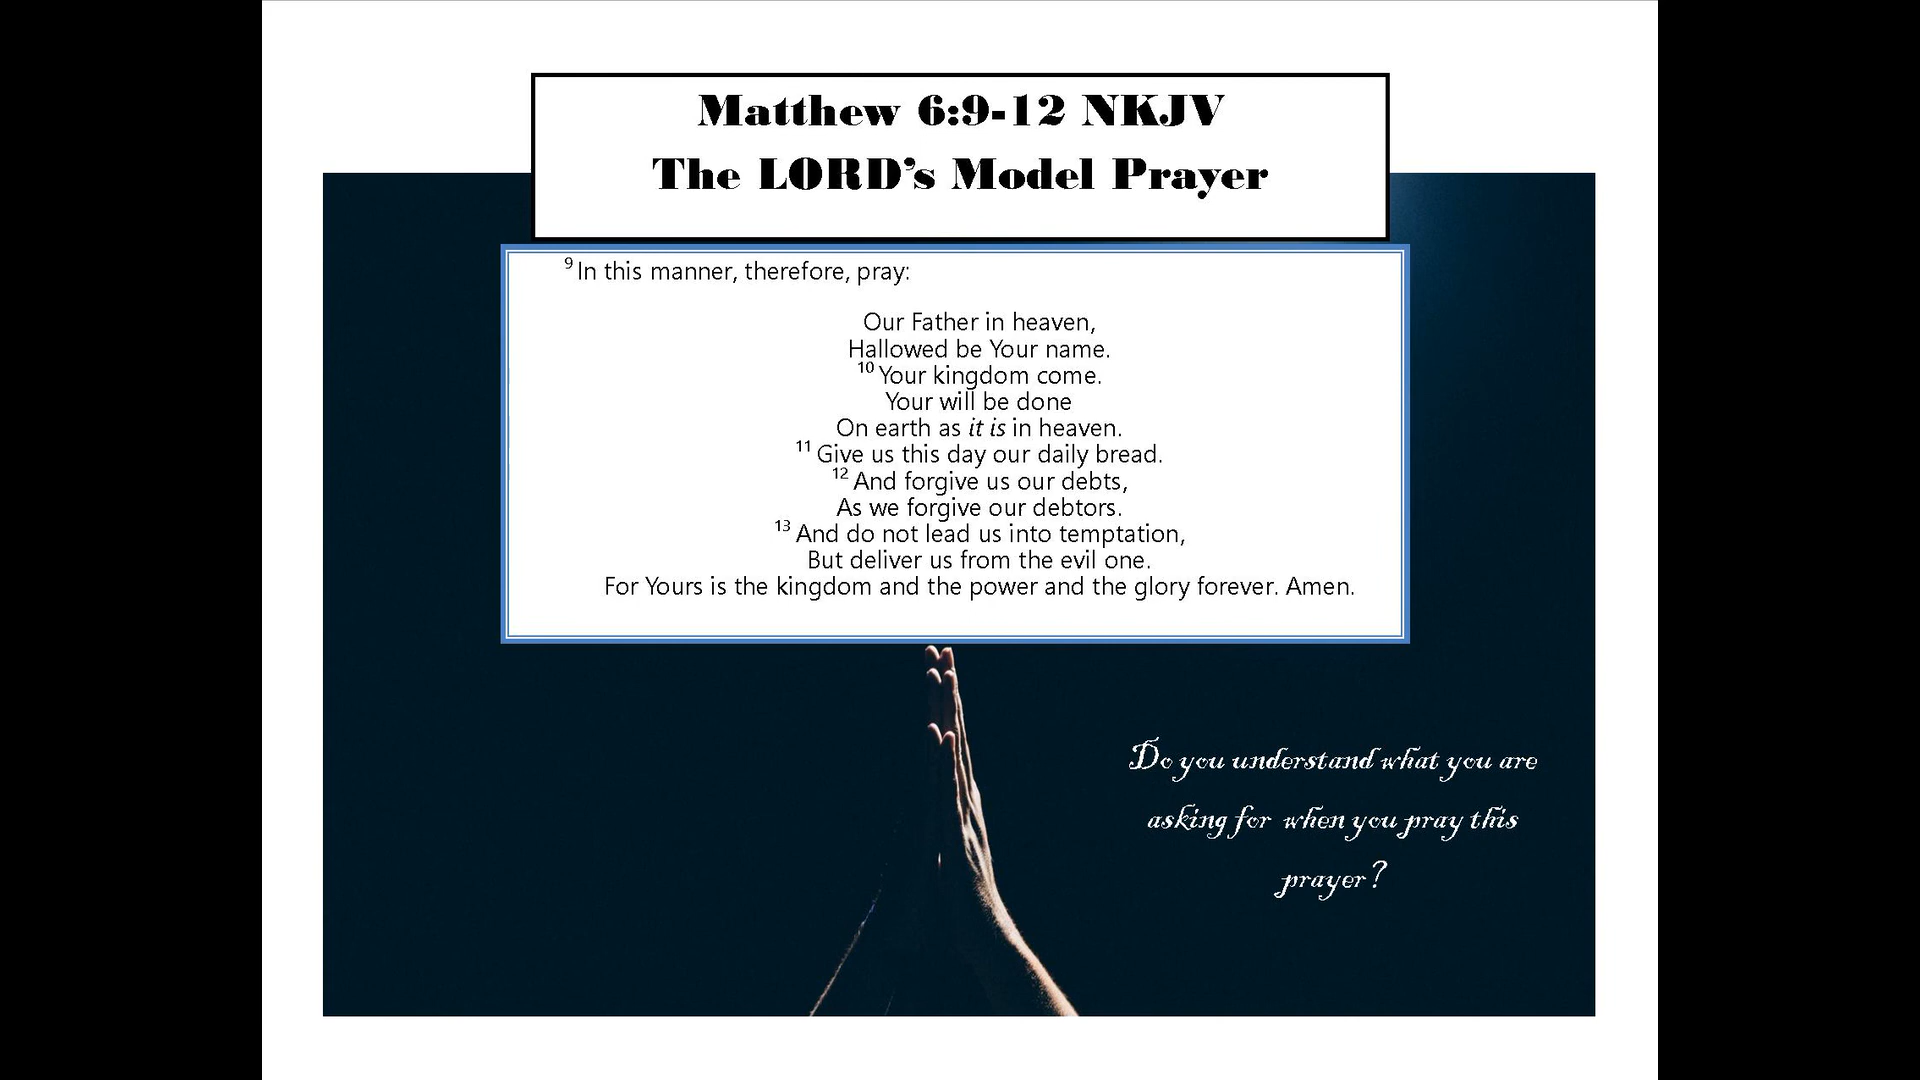 Matthew 6:9-12 NKJV
The LORD’s Model Prayer
9 In this manner, therefore, pray:
Our Father in heaven,
Hallowed be Your name.
10 Your kingdom come.
Your will be done
On earth as it is in heaven.
11 Give us this day our daily bread.
12 And forgive us our debts,
As we forgive our debtors.
13 And do not lead us into temptation,
But deliver us from the evil one.
For Yours is the kingdom and the power and the glory forever. Amen.
Do you understand what you are
asking for when you pray this
prayer?